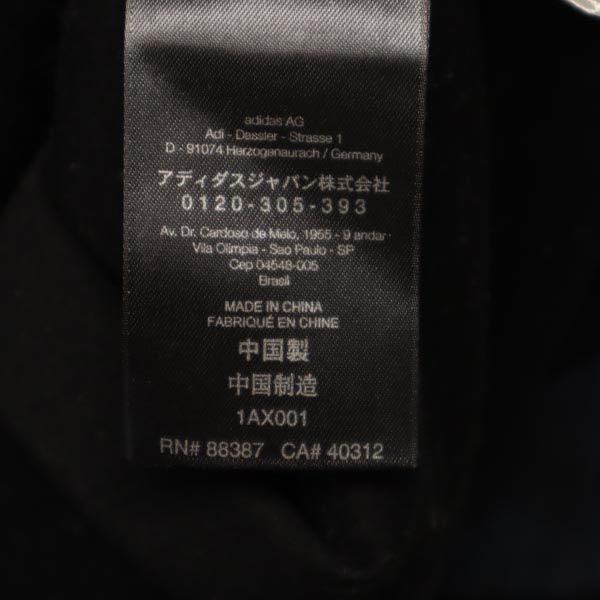 adidas AG
Adi - Dassler - Strasse 1
D - 91074 Herzogenaurach / Germany
アディダスジャパン株式会社
0120-305-393
Av. Dr. Cardoso de Melo, 1955 - 9 andar -
Vila Olimpia - Sao Paulo - SP
Cep 04548-005
Brasil
MADE IN CHINA
FABRIQUÉ EN CHINE
中国製
中国制造
1AX001
RN# 88387 CA# 40312